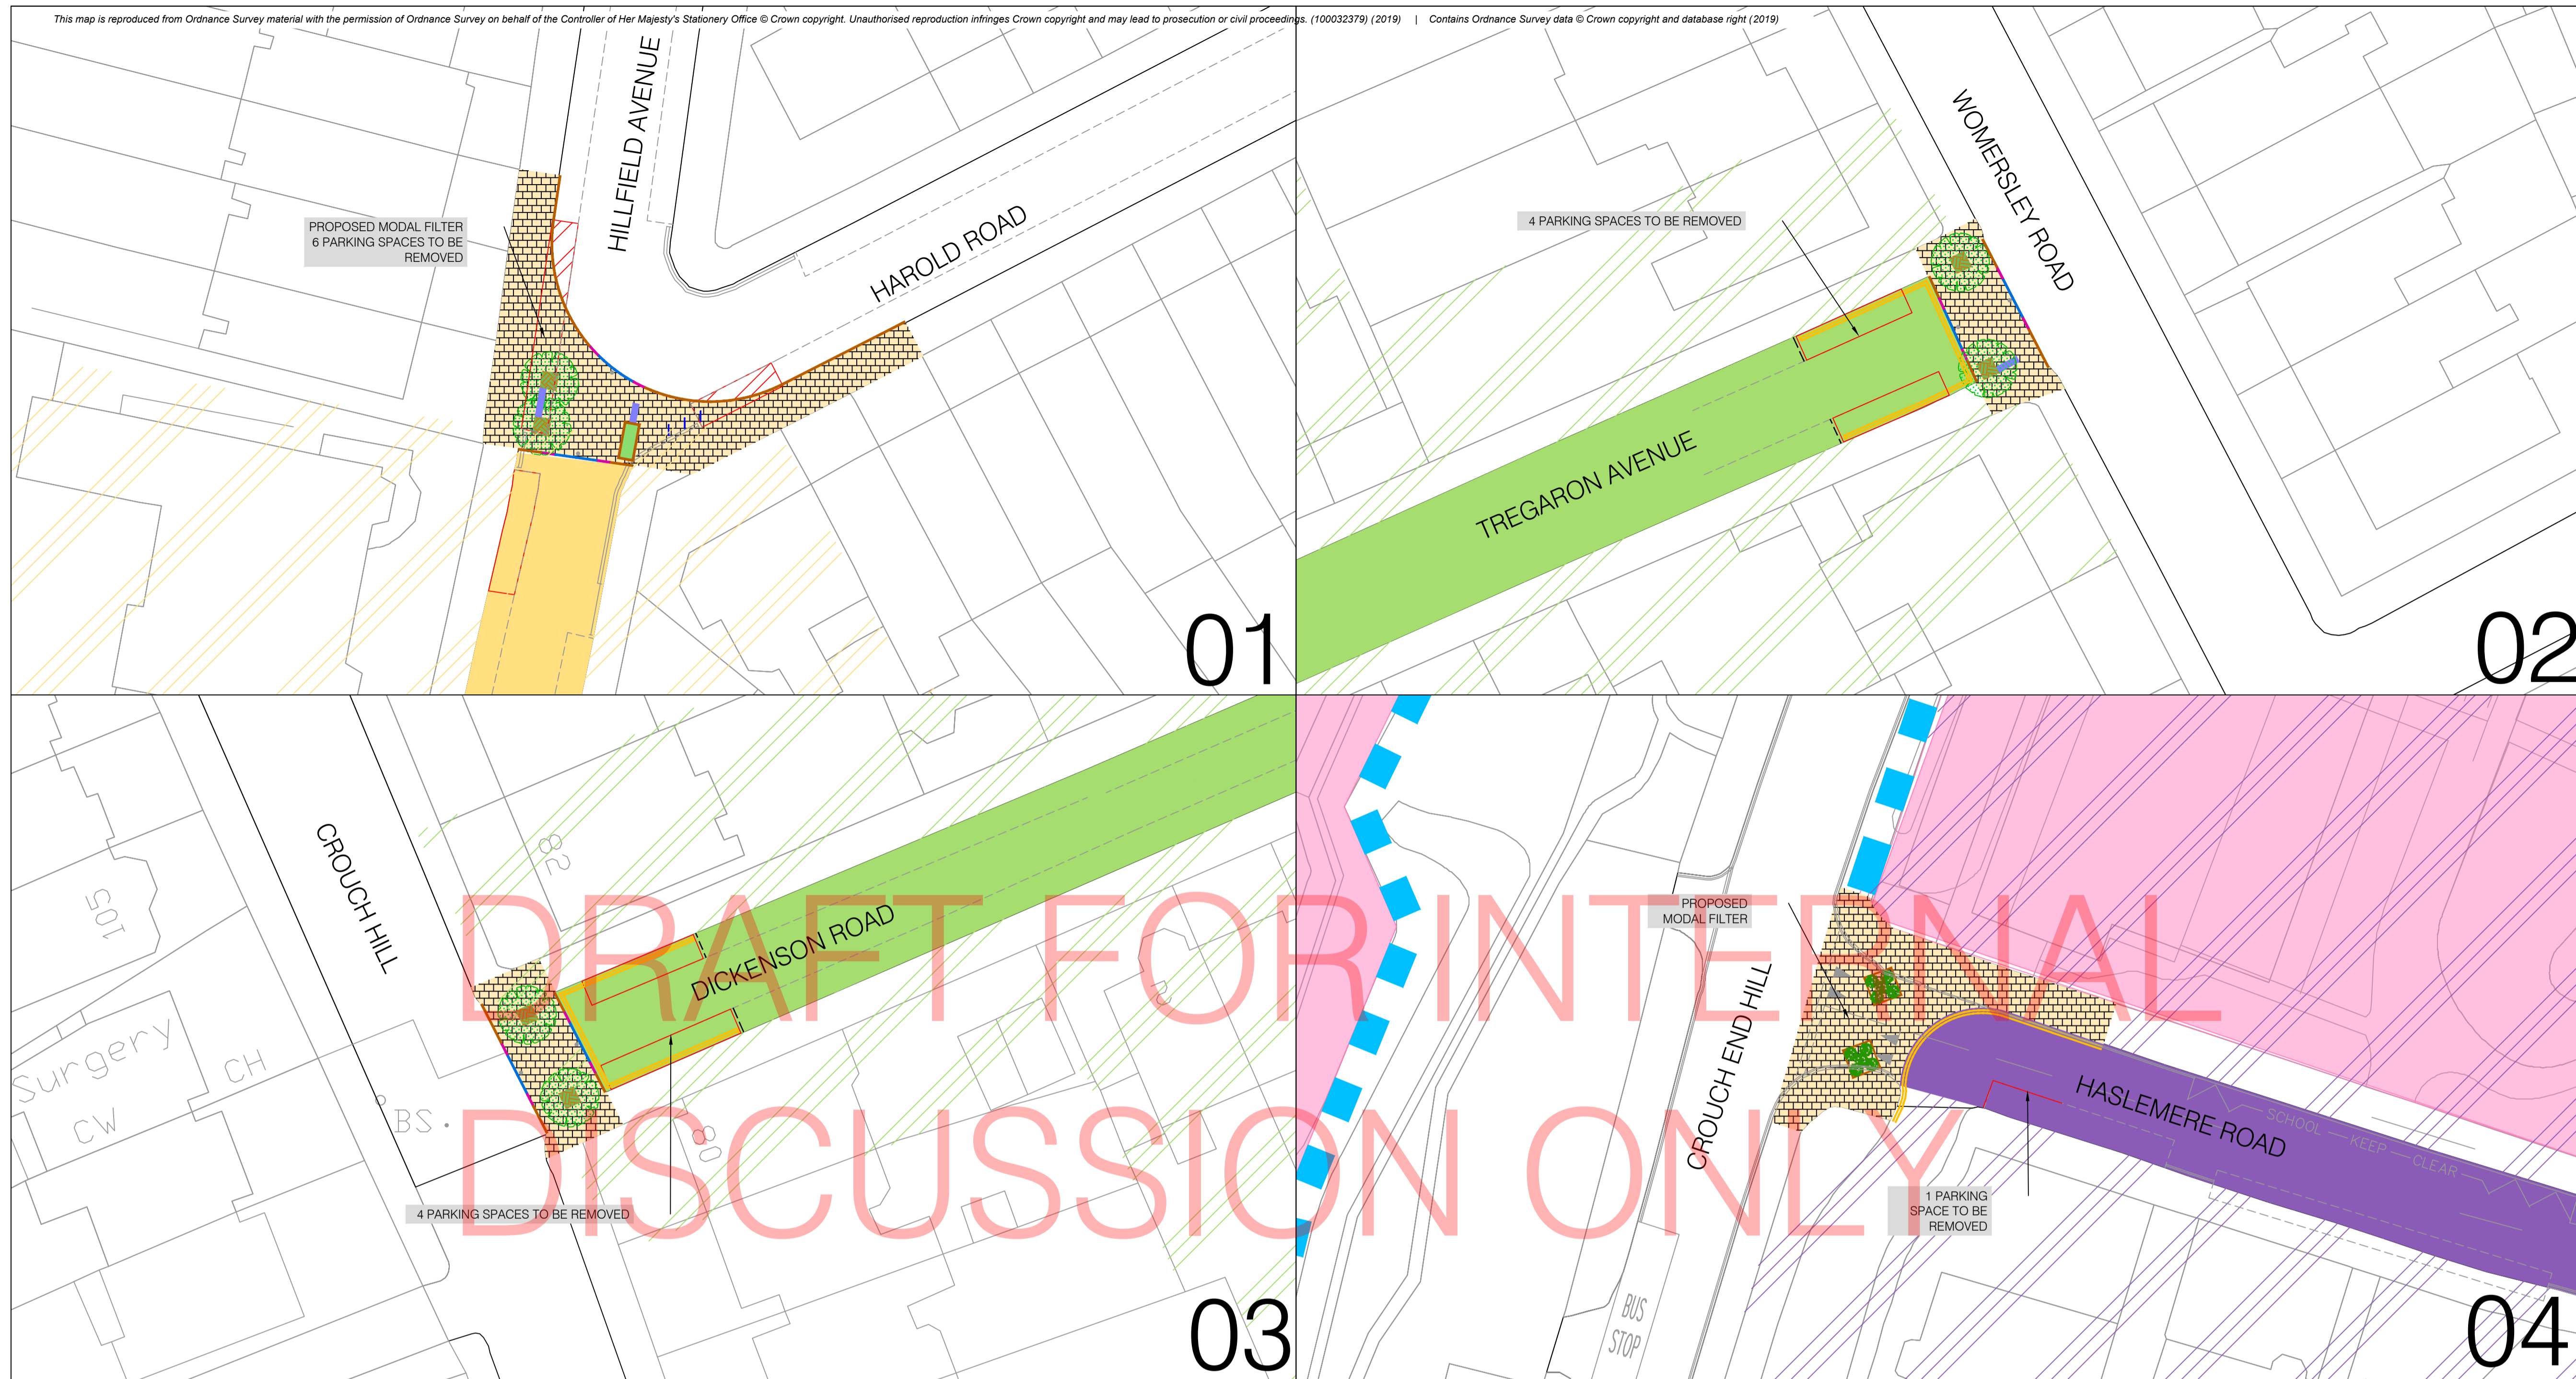 This map is reproduced from Ordnance Survey material with the permission of Ordnance Survey on behalf of the Controller of Her Majesty's Stationery Office © Crown copyright. Unauthorised reproduction infringes Crown copyright and may lead to prosecution or civil proceedings. (100032379) (2019) | Contains Ordnance Survey data © Crown copyright and database right (2019)
HILLFIELD AVENUE
HAROLD ROAD
PROPOSED MODAL FILTER
6 PARKING SPACES TO BE
REMOVED
01
WOMERSLEY ROAD
4 PARKING SPACES TO BE REMOVED
TREGARON AVENUE
02
CROUCH HILL
28
105
DICKENSON ROAD
Surgery
CH
CW
BS
80
4 PARKING SPACES TO BE REMOVED
03
PROPOSED
MODAL FILTER
CROUCH END HILL
HASLEMERE ROAD
SCHOOL KEEP CLEAR
1 PARKING
SPACE TO BE
REMOVED
BUS
STOP
04
DRAFT FOR INTERNAL
DISCUSSION ONLY